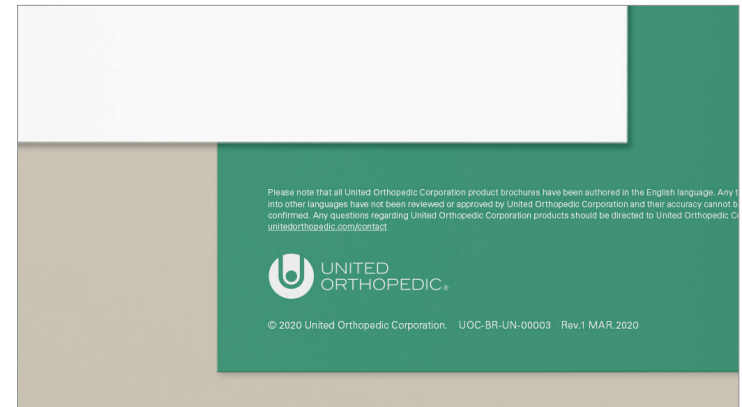 Please note that all United Orthopedic Corporation product brochures have been authored in the English language. Any
into other languages have not been reviewed or approved by United Orthopedic Corporation and their accuracy cannot
confirmed. Any questions regarding United Orthopedic Corporation products should be directed to United Orthopedic
unitedorthopedic.com/contact
UNITED
ORTHOPEDIC®
© 2020 United Orthopedic Corporation. UOC-BR-UN-00003 Rev.1 MAR.2020